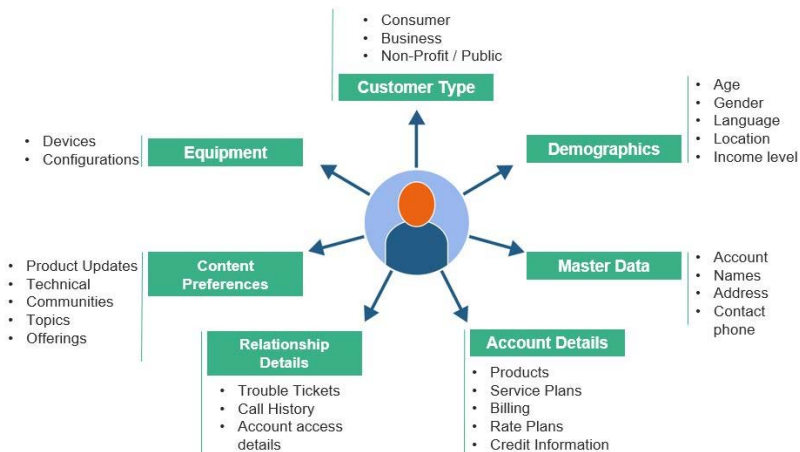 • Consumer
• Business
• Non-Profit / Public
Customer Type
• Devices
• Configurations
Equipment
Demographics
• Age
• Gender
• Language
• Location
• Income level
• Product Updates
• Technical
• Communities
• Topics
• Offerings
Content
Preferences
Master Data
• Account
• Names
• Address
• Contact
phone
Relationship
Details
• Trouble Tickets
• Call History
• Account access
details
Account Details
• Products
• Service Plans
• Billing
• Rate Plans
• Credit Information